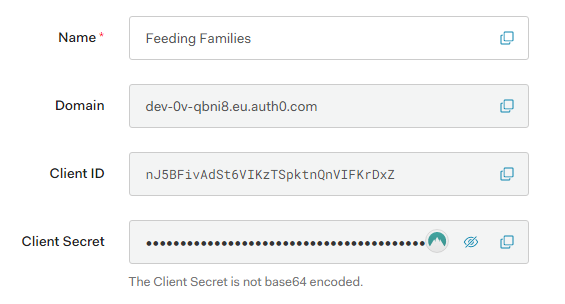 Name *
Feeding Families
Domain
dev-0v-qbni8.eu.auth0.com
Client ID
nJ5BFivAdSt6VIKzTSpktnQnVIFKrDxZ
Client Secret
•••••••••••••••••••••••••••••••••••••••••
The Client Secret is not base64 encoded.